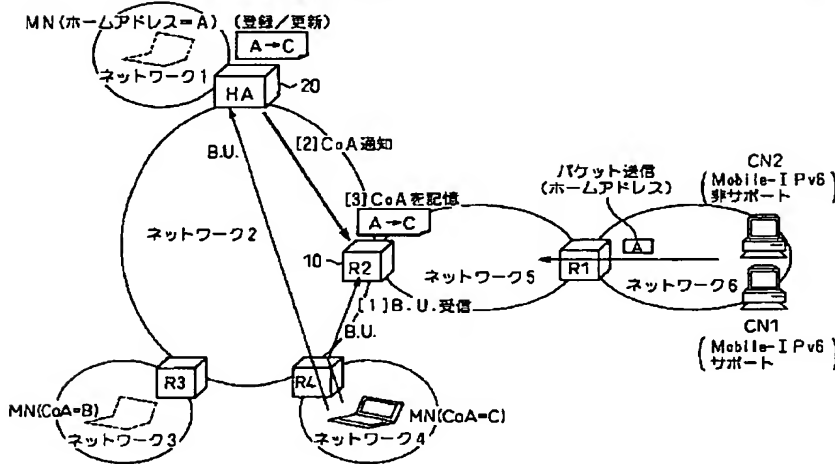 MN(ホームアドレス=A) (登録/更新)
A→C
ネットワーク1
HA
20
[2]CoA通知
B.U.
[3]CoAを記憶
A→C
パケット送信
(ホームアドレス)
A
CN2
(Mobile-IPv6
非サポート)
ネットワーク2
10
R2
ネットワーク5
R1
ネットワーク6
[1]B.U.受信
B.U.
CN1
(Mobile-IPv6
サポート)
R3
R4
MN(CoA=B)
ネットワーク3
MN(CoA=C)
ネットワーク4